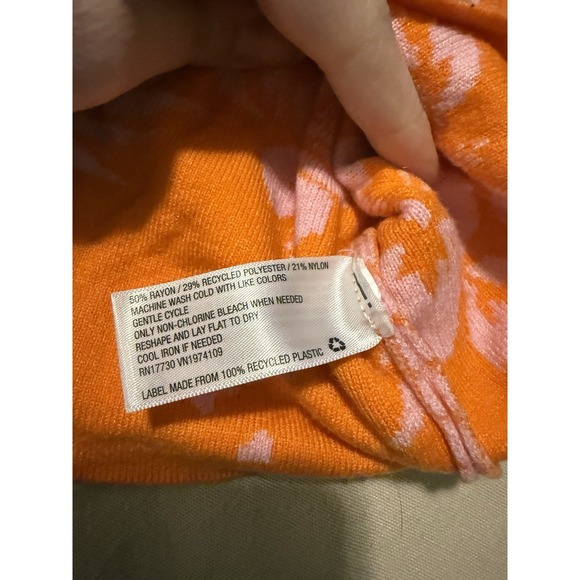 50% RAYON / 29% RECYCLED POLYESTER / 21% NYLON
MACHINE WASH COLD WITH LIKE COLORS
GENTLE CYCLE
ONLY NON-CHLORINE BLEACH WHEN NEEDED
RESHAPE AND LAY FLAT TO DRY
COOL IRON IF NEEDED
RN17730 VN1974109
LABEL MADE FROM 100% RECYCLED PLASTIC